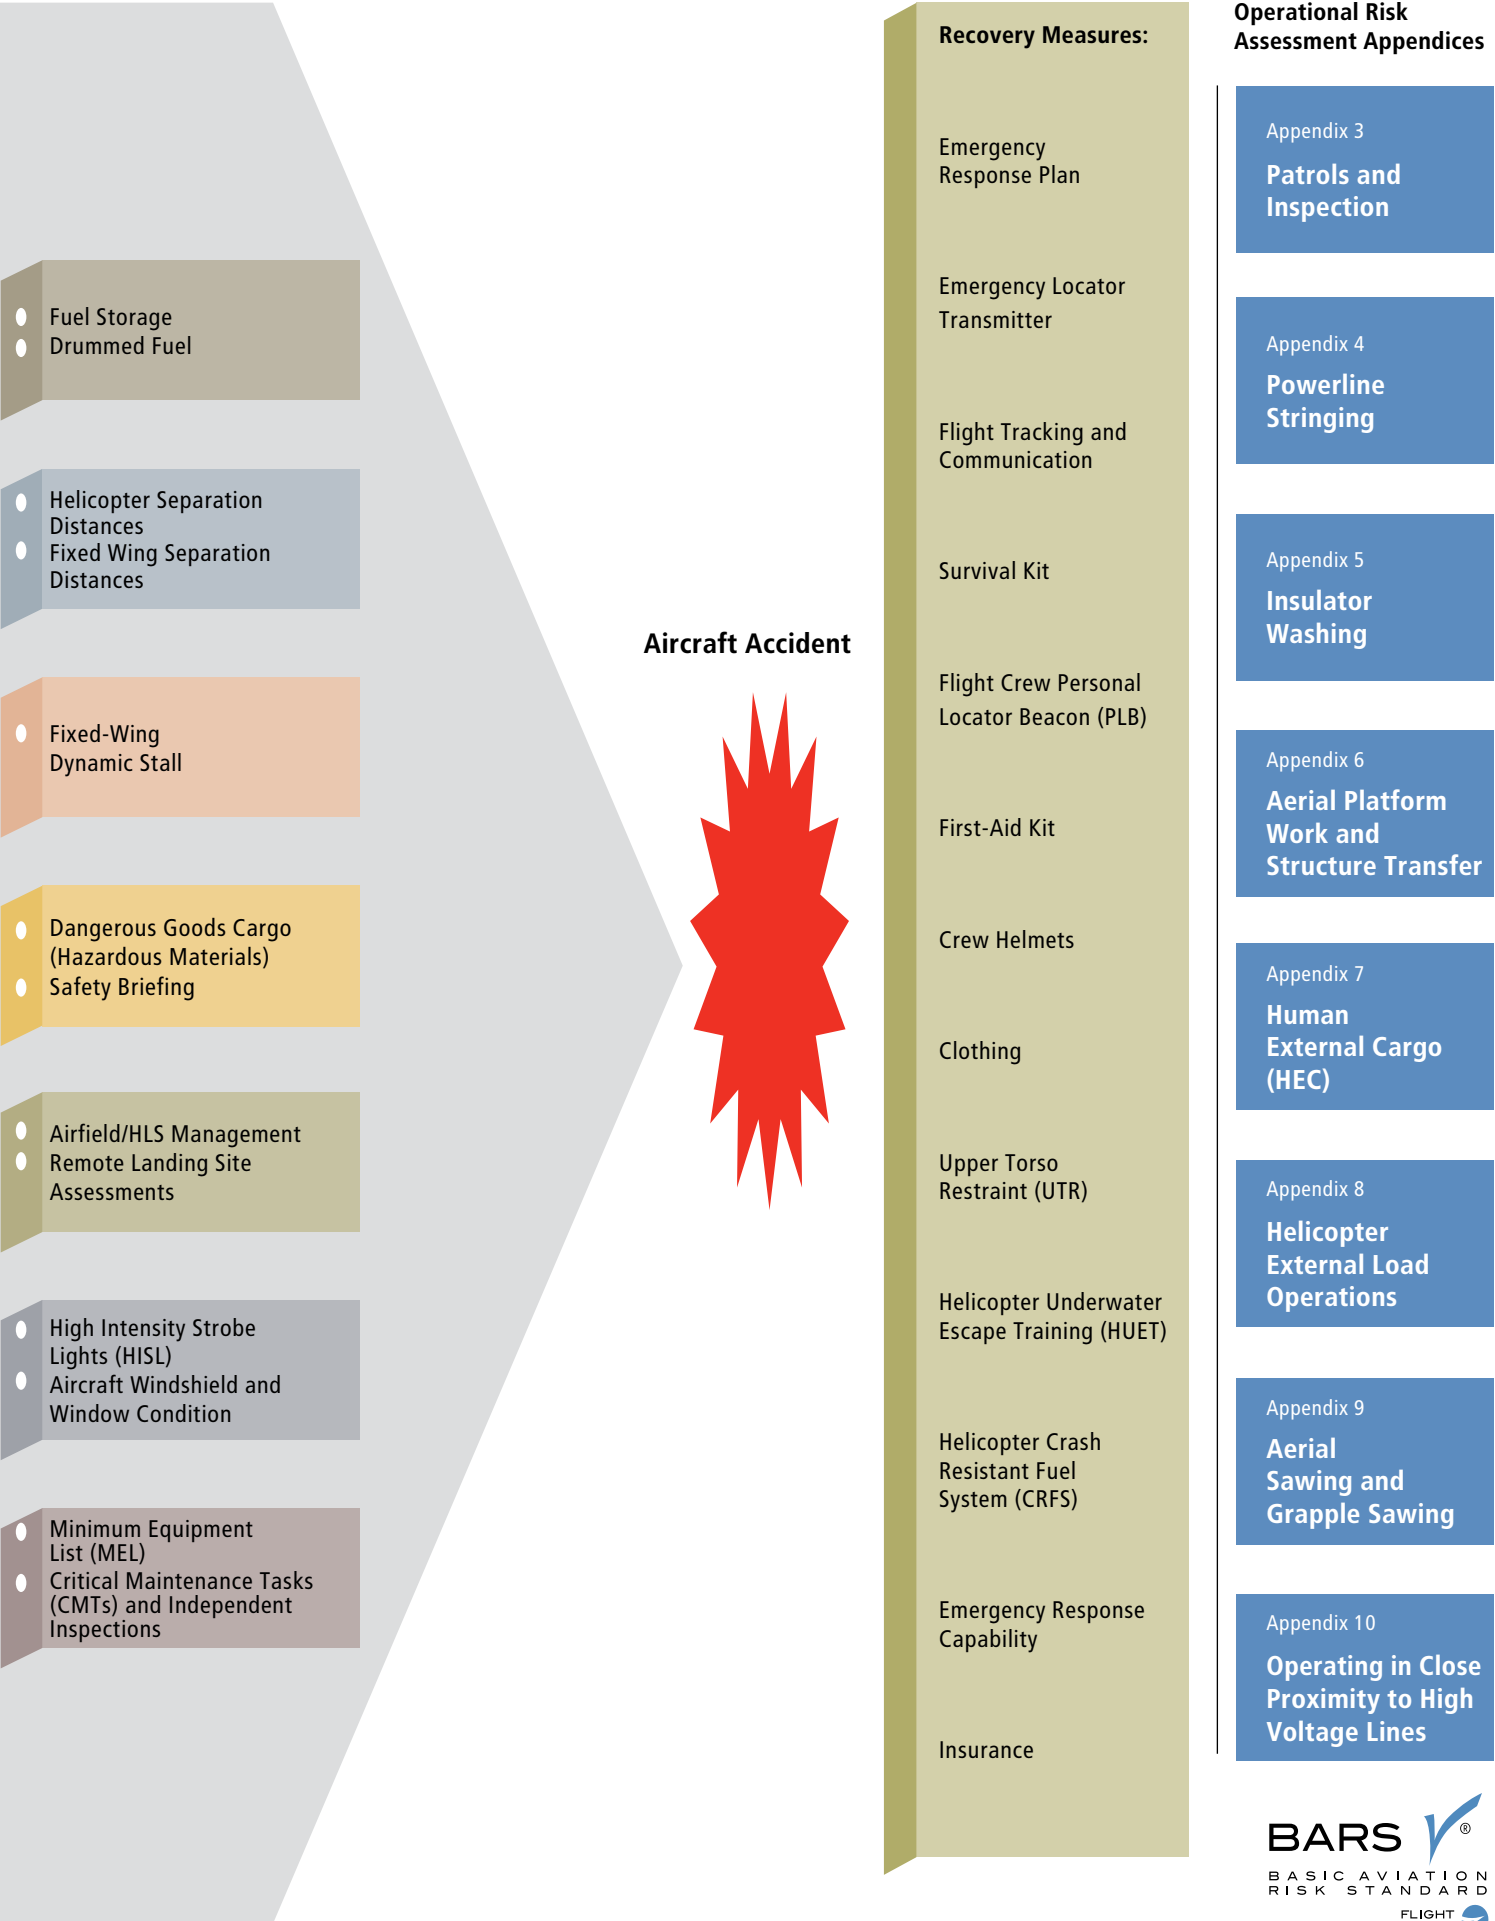 Fuel Storage
Drummed Fuel
Helicopter Separation
Distances
Fixed Wing Separation
Distances
Fixed-Wing
Dynamic Stall
Dangerous Goods Cargo
(Hazardous Materials)
Safety Briefing
Airfield/HLS Management
Remote Landing Site
Assessments
High Intensity Strobe
Lights (HISL)
Aircraft Windshield and
Window Condition
Minimum Equipment
List (MEL)
Critical Maintenance Tasks
(CMTs) and Independent
Inspections
Aircraft Accident
Recovery Measures:
Emergency
Response Plan
Emergency Locator
Transmitter
Flight Tracking and
Communication
Survival Kit
Flight Crew Personal
Locator Beacon (PLB)
First-Aid Kit
Crew Helmets
Clothing
Upper Torso
Restraint (UTR)
Helicopter Underwater
Escape Training (HUET)
Helicopter Crash
Resistant Fuel
System (CRFS)
Emergency Response
Capability
Insurance
Operational Risk
Assessment Appendices
Appendix 3
Patrols and
Inspection
Appendix 4
Powerline
Stringing
Appendix 5
Insulator
Washing
Appendix 6
Aerial Platform
Work and
Structure Transfer
Appendix 7
Human
External Cargo
(HEC)
Appendix 8
Helicopter
External Load
Operations
Appendix 9
Aerial
Sawing and
Grapple Sawing
Appendix 10
Operating in Close
Proximity to High
Voltage Lines
BARS ®
BASIC AVIATION
RISK STANDARD
FLIGHT